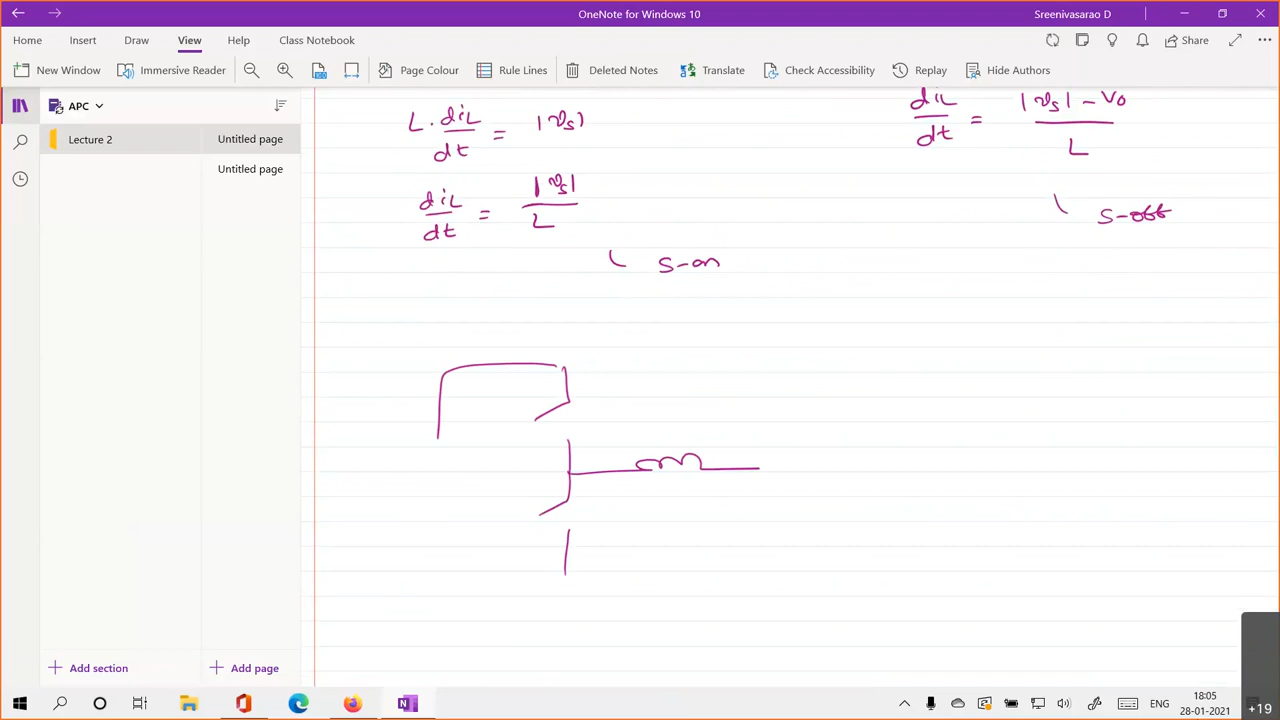 OneNote for Windows 10
Sreenivasarao D
Home Insert Draw View Help Class Notebook
Share
New Window Immersive Reader Page Colour Rule Lines Deleted Notes Translate Check Accessibility Replay Hide Authors
APC
Lecture 2
Untitled page
Untitled page
L. diL/dt = |vs|
diL/dt = |vs|/L
S-on
diL/dt = |vs| - Vo/L
S-off
Add section
Add page
ENG
18:05
28-01-2021
+19